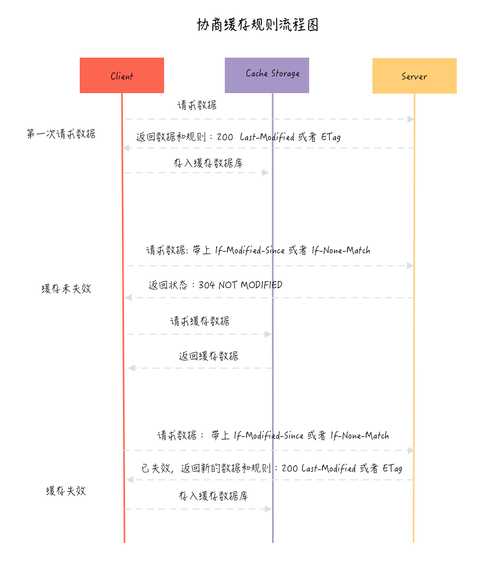 协商缓存规则流程图
Client
Cache Storage
Server
请求数据
第一次请求数据
返回数据和规则：200 Last-Modified 或者 ETag
存入缓存数据库
请求数据: 带上 If-Modified-Since 或者 If-None-Match
缓存未失效
返回状态：304 NOT MODIFIED
请求缓存数据
返回缓存数据
请求数据： 带上 If-Modified-Since 或者 If-None-Match
已失效，返回新的数据和规则：200 Last-Modified 或者 ETag
缓存失效
存入缓存数据库